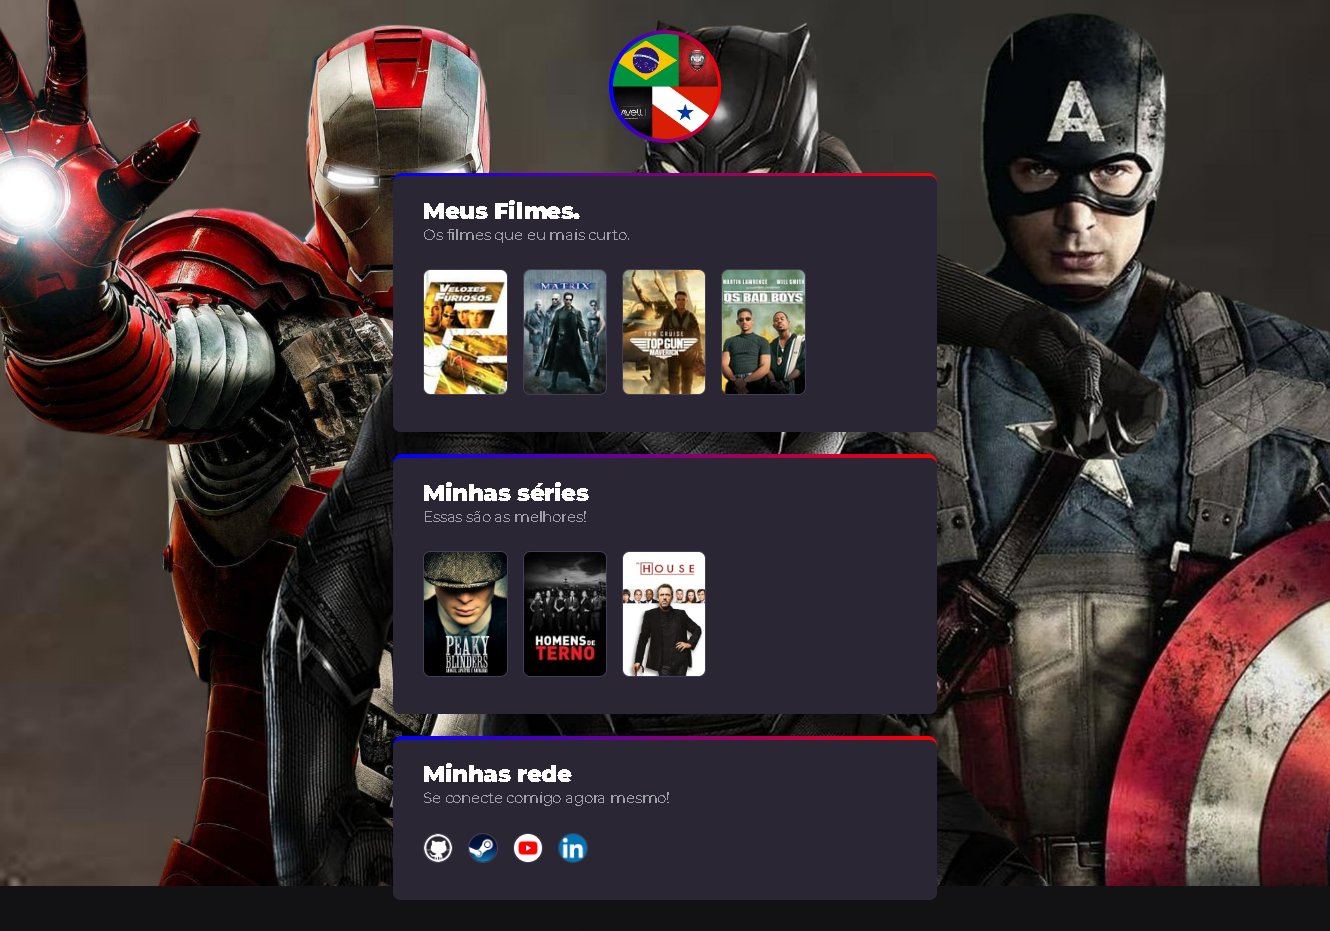 Avell
A
Meus Filmes.
Os filmes que eu mais curto.
VELOZES
FURIOSOS
MATRIX
TOM CRUISE
TOP GUN
MAVERICK
MARTIN LAWRENCE WILL SMITH
OS BAD BOYS
Minhas séries
Essas são as melhores!
PEAKY
BLINDERS
HOMENS DE
TERNO
HOUSE
Minhas rede
Se conecte comigo agora mesmo!
in